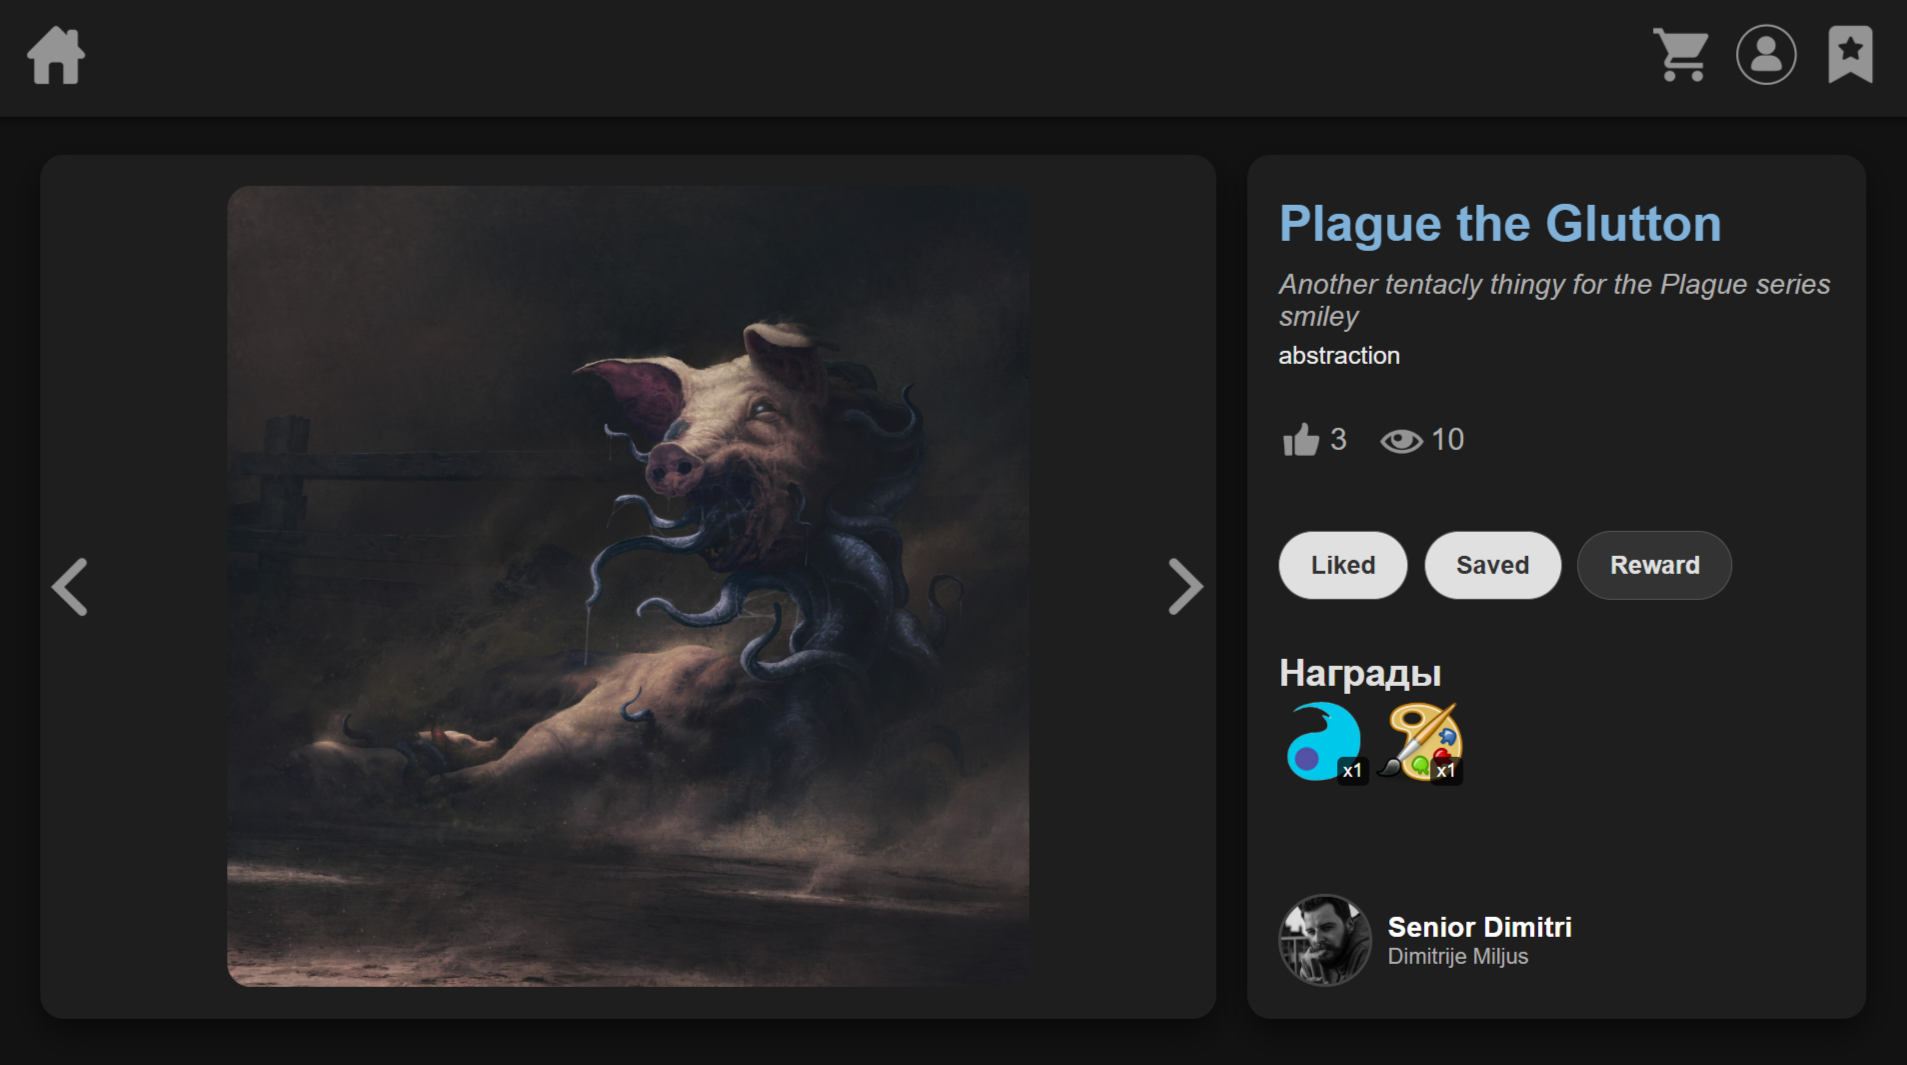 Plague the Glutton
Another tentacly thingy for the Plague series
smiley
abstraction
3 10
Liked Saved Reward
Награды
x1 x1
Senior Dimitri
Dimitrije Miljus